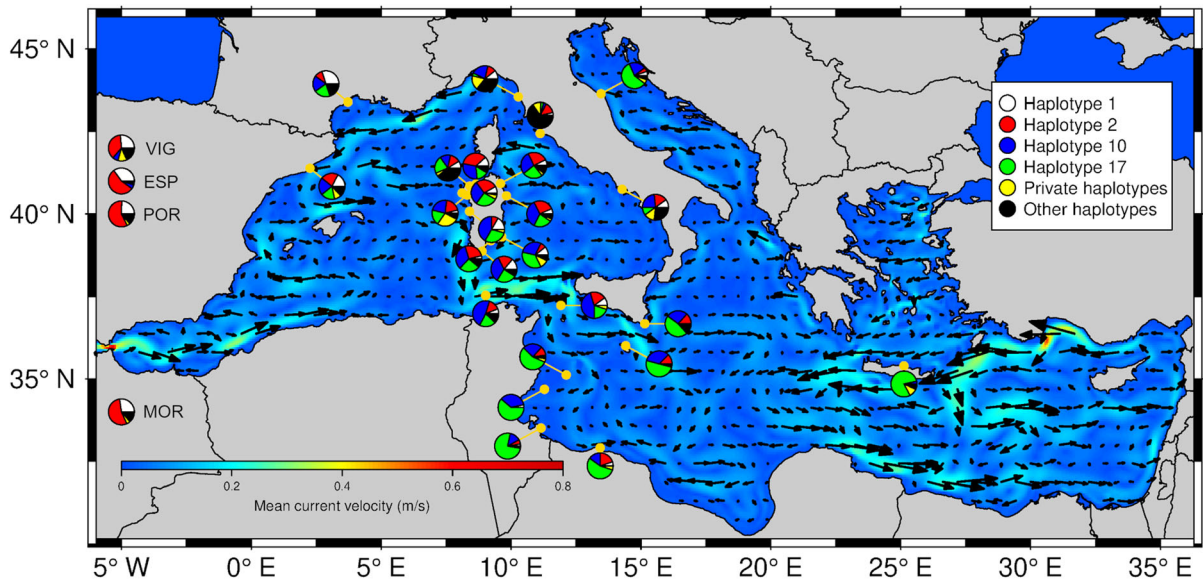 45° N
40° N
35° N
VIG
ESP
POR
MOR
Haplotype 1
Haplotype 2
Haplotype 10
Haplotype 17
Private haplotypes
Other haplotypes
0 0.2 0.4 0.6 0.8
Mean current velocity (m/s)
5° W 0° E 5° E 10° E 15° E 20° E 25° E 30° E 35° E